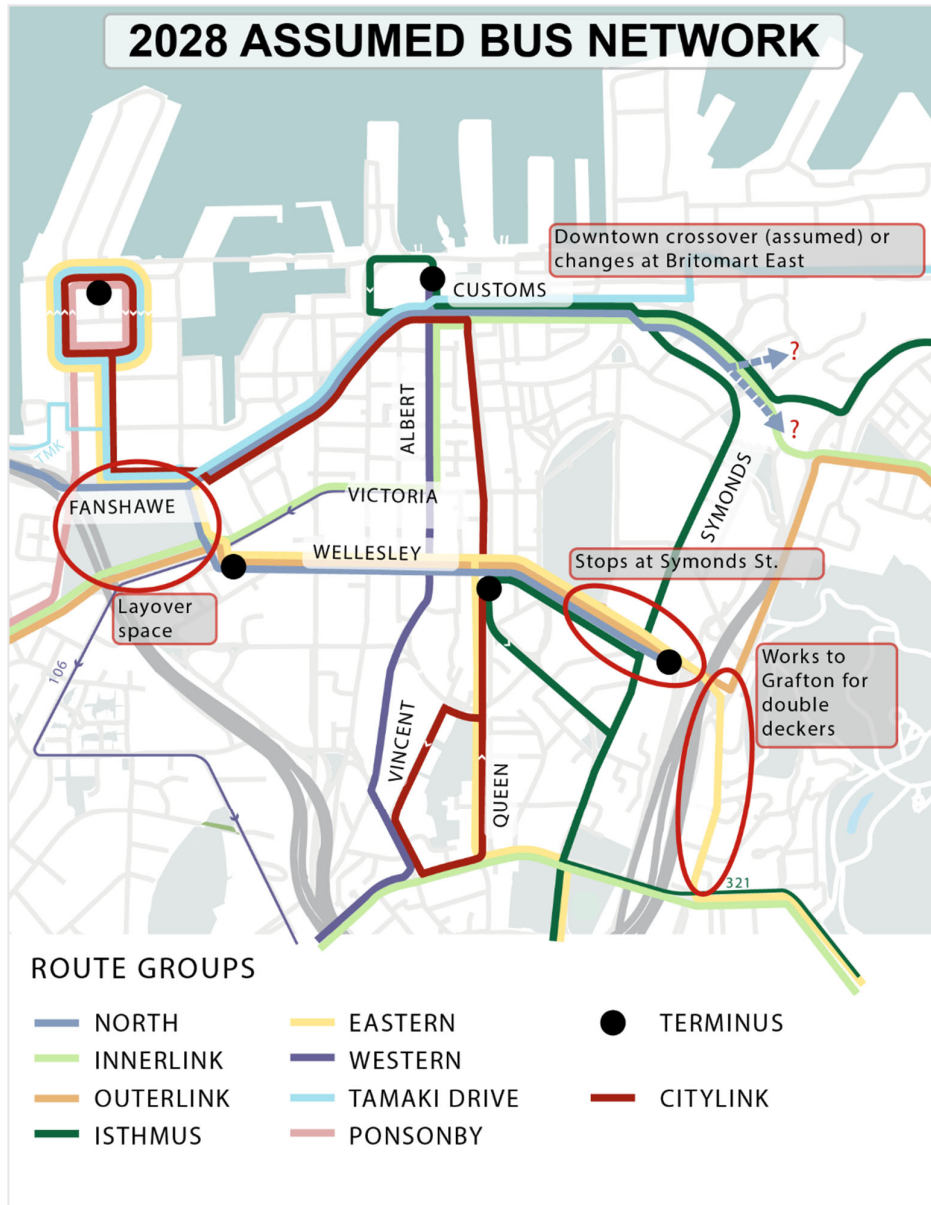 2028 ASSUMED BUS NETWORK
Downtown crossover (assumed) or
changes at Britomart East
CUSTOMS
?
?
ALBERT
TMK
SYMONDS
FANSHAWE
VICTORIA
WELLESLEY
Stops at Symonds St.
Layover
space
106
Works to
Grafton for
double
deckers
VINCENT
QUEEN
321
ROUTE GROUPS
NORTH
INNERLINK
OUTERLINK
ISTHMUS
EASTERN
WESTERN
TAMAKI DRIVE
PONSONBY
TERMINUS
CITYLINK